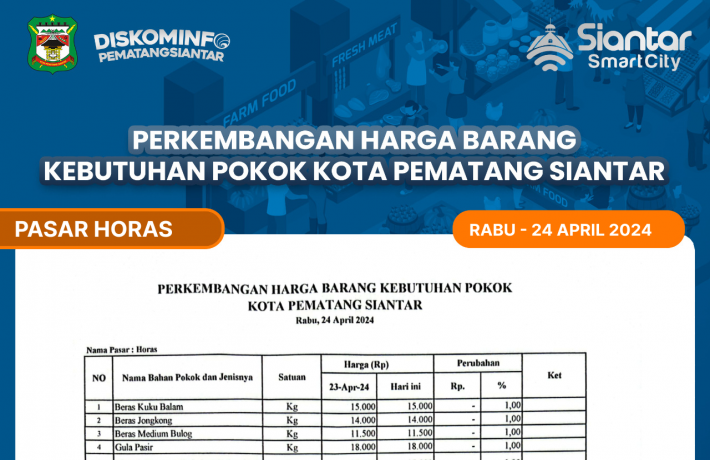 DISKOMINFO
PEMATANGSIANTAR
Siantar
SmartCity
FRESH MEAT
FARM FOOD
FARM FOOD
PERKEMBANGAN HARGA BARANG
KEBUTUHAN POKOK KOTA PEMATANG SIANTAR
PASAR HORAS
RABU - 24 APRIL 2024
PERKEMBANGAN HARGA BARANG KEBUTUHAN POKOK
KOTA PEMATANG SIANTAR
Rabu, 24 April 2024
Nama Pasar : Horas
NO Nama Bahan Pokok dan Jenisnya Satuan Harga (Rp) Perubahan Ket
23-Apr-24 Hari ini Rp. %
1 Beras Kuku Balam Kg 15.000 15.000 - 1,00
2 Beras Jongkong Kg 14.000 14.000 - 1,00
3 Beras Medium Bulog Kg 11.500 11.500 - 1,00
4 Gula Pasir Kg 18.000 18.000 - 1,00